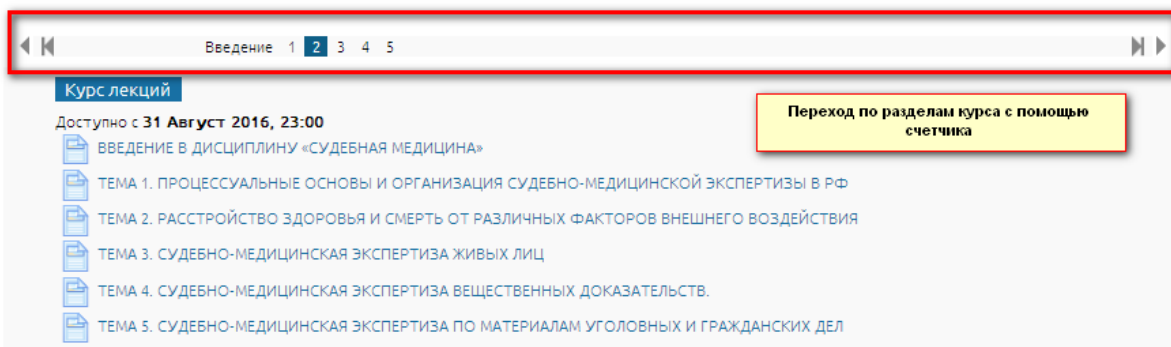 Введение 1 2 3 4 5
Курс лекций
Переход по разделам курса с помощью
счетчика
Доступно с 31 Август 2016, 23:00
ВВЕДЕНИЕ В ДИСЦИПЛИНУ «СУДЕБНАЯ МЕДИЦИНА»
ТЕМА 1. ПРОЦЕССУАЛЬНЫЕ ОСНОВЫ И ОРГАНИЗАЦИЯ СУДЕБНО-МЕДИЦИНСКОЙ ЭКСПЕРТИЗЫ В РФ
ТЕМА 2. РАССТРОЙСТВО ЗДОРОВЬЯ И СМЕРТЬ ОТ РАЗЛИЧНЫХ ФАКТОРОВ ВНЕШНЕГО ВОЗДЕЙСТВИЯ
ТЕМА 3. СУДЕБНО-МЕДИЦИНСКАЯ ЭКСПЕРТИЗА ЖИВЫХ ЛИЦ
ТЕМА 4. СУДЕБНО-МЕДИЦИНСКАЯ ЭКСПЕРТИЗА ВЕЩЕСТВЕННЫХ ДОКАЗАТЕЛЬСТВ.
ТЕМА 5. СУДЕБНО-МЕДИЦИНСКАЯ ЭКСПЕРТИЗА ПО МАТЕРИАЛАМ УГОЛОВНЫХ И ГРАЖДАНСКИХ ДЕЛ